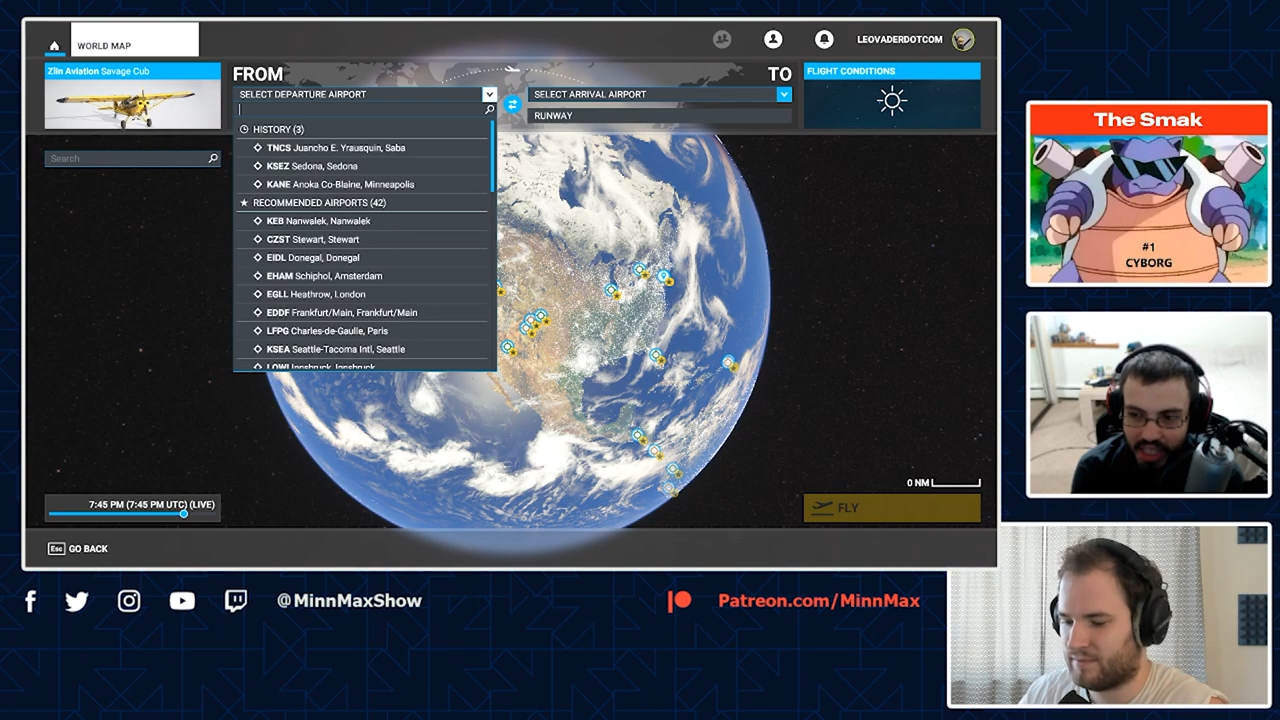 WORLD MAP
LEOVADERDOTCOM
Zlin Aviation Savage Cub
FROM
TO
FLIGHT CONDITIONS
SELECT DEPARTURE AIRPORT
SELECT ARRIVAL AIRPORT
RUNWAY
HISTORY (3)
TNCS Juancho E. Yrausquin, Saba
KSEZ Sedona, Sedona
KANE Anoka Co-Blaine, Minneapolis
RECOMMENDED AIRPORTS (42)
KEB Nanwalek, Nanwalek
CZST Stewart, Stewart
EIDL Donegal, Donegal
EHAM Schiphol, Amsterdam
EGLL Heathrow, London
EDDF Frankfurt/Main, Frankfurt/Main
LFPG Charles-de-Gaulle, Paris
KSEA Seattle-Tacoma Intl, Seattle
LOWI Innsbruck, Innsbruck
Search
7:45 PM (7:45 PM UTC) (LIVE)
0 NM
FLY
Esc GO BACK
The Smak
#1
CYBORG
@MinnMaxShow
Patreon.com/MinnMax